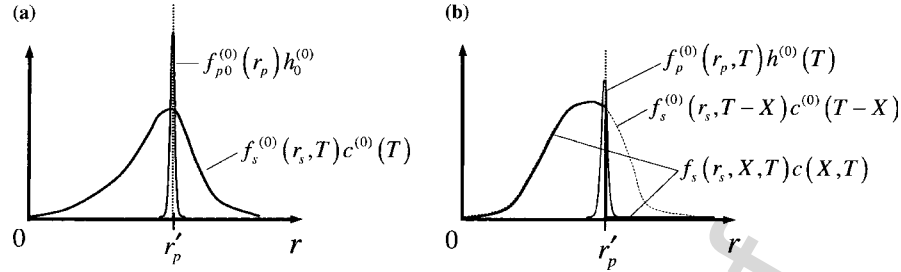 (a)
f_{p0}^{(0)}(r_p)h_0^{(0)}
f_s^{(0)}(r_s,T)c^{(0)}(T)
0
r'_p
r
(b)
f_p^{(0)}(r_p,T)h^{(0)}(T)
f_s^{(0)}(r_s,T−X)c^{(0)}(T−X)
f_s(r_s,X,T)c(X,T)
0
r'_p
r